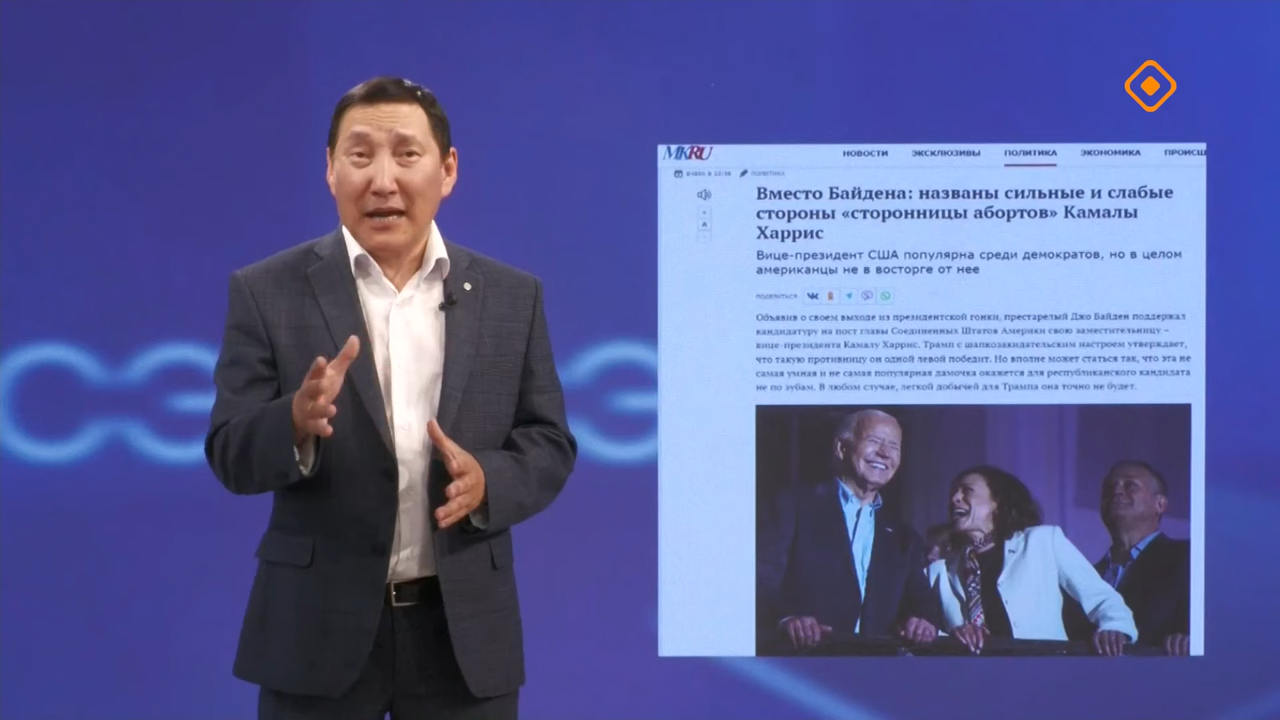 MKRU
НОВОСТИ ЭКСКЛЮЗИВЫ ПОЛИТИКА ЭКОНОМИКА ПРОИСШ
ПОЛИТИКА
Вместо Байдена: названы сильные и слабые
стороны «сторонницы абортов» Камалы
Харрис
Вице-президент США популярна среди демократов, но в целом
американцы не в восторге от нее
ПОДЕЛИТЬСЯ
Объявив о своем выходе из президентской гонки, престарелый Джо Байден поддержал
кандидатуру на пост главы Соединенных Штатов Америки свою заместительницу –
вице-президента Камалу Харрис. Трамп с шапкозакидательским настроем утверждает,
что такую противницу он одной левой победит. Но вполне может статься так, что эта не
самая умная и не самая популярная дамочка окажется для республиканского кандидата
не по зубам. В любом случае, легкой добычей для Трампа она точно не будет.